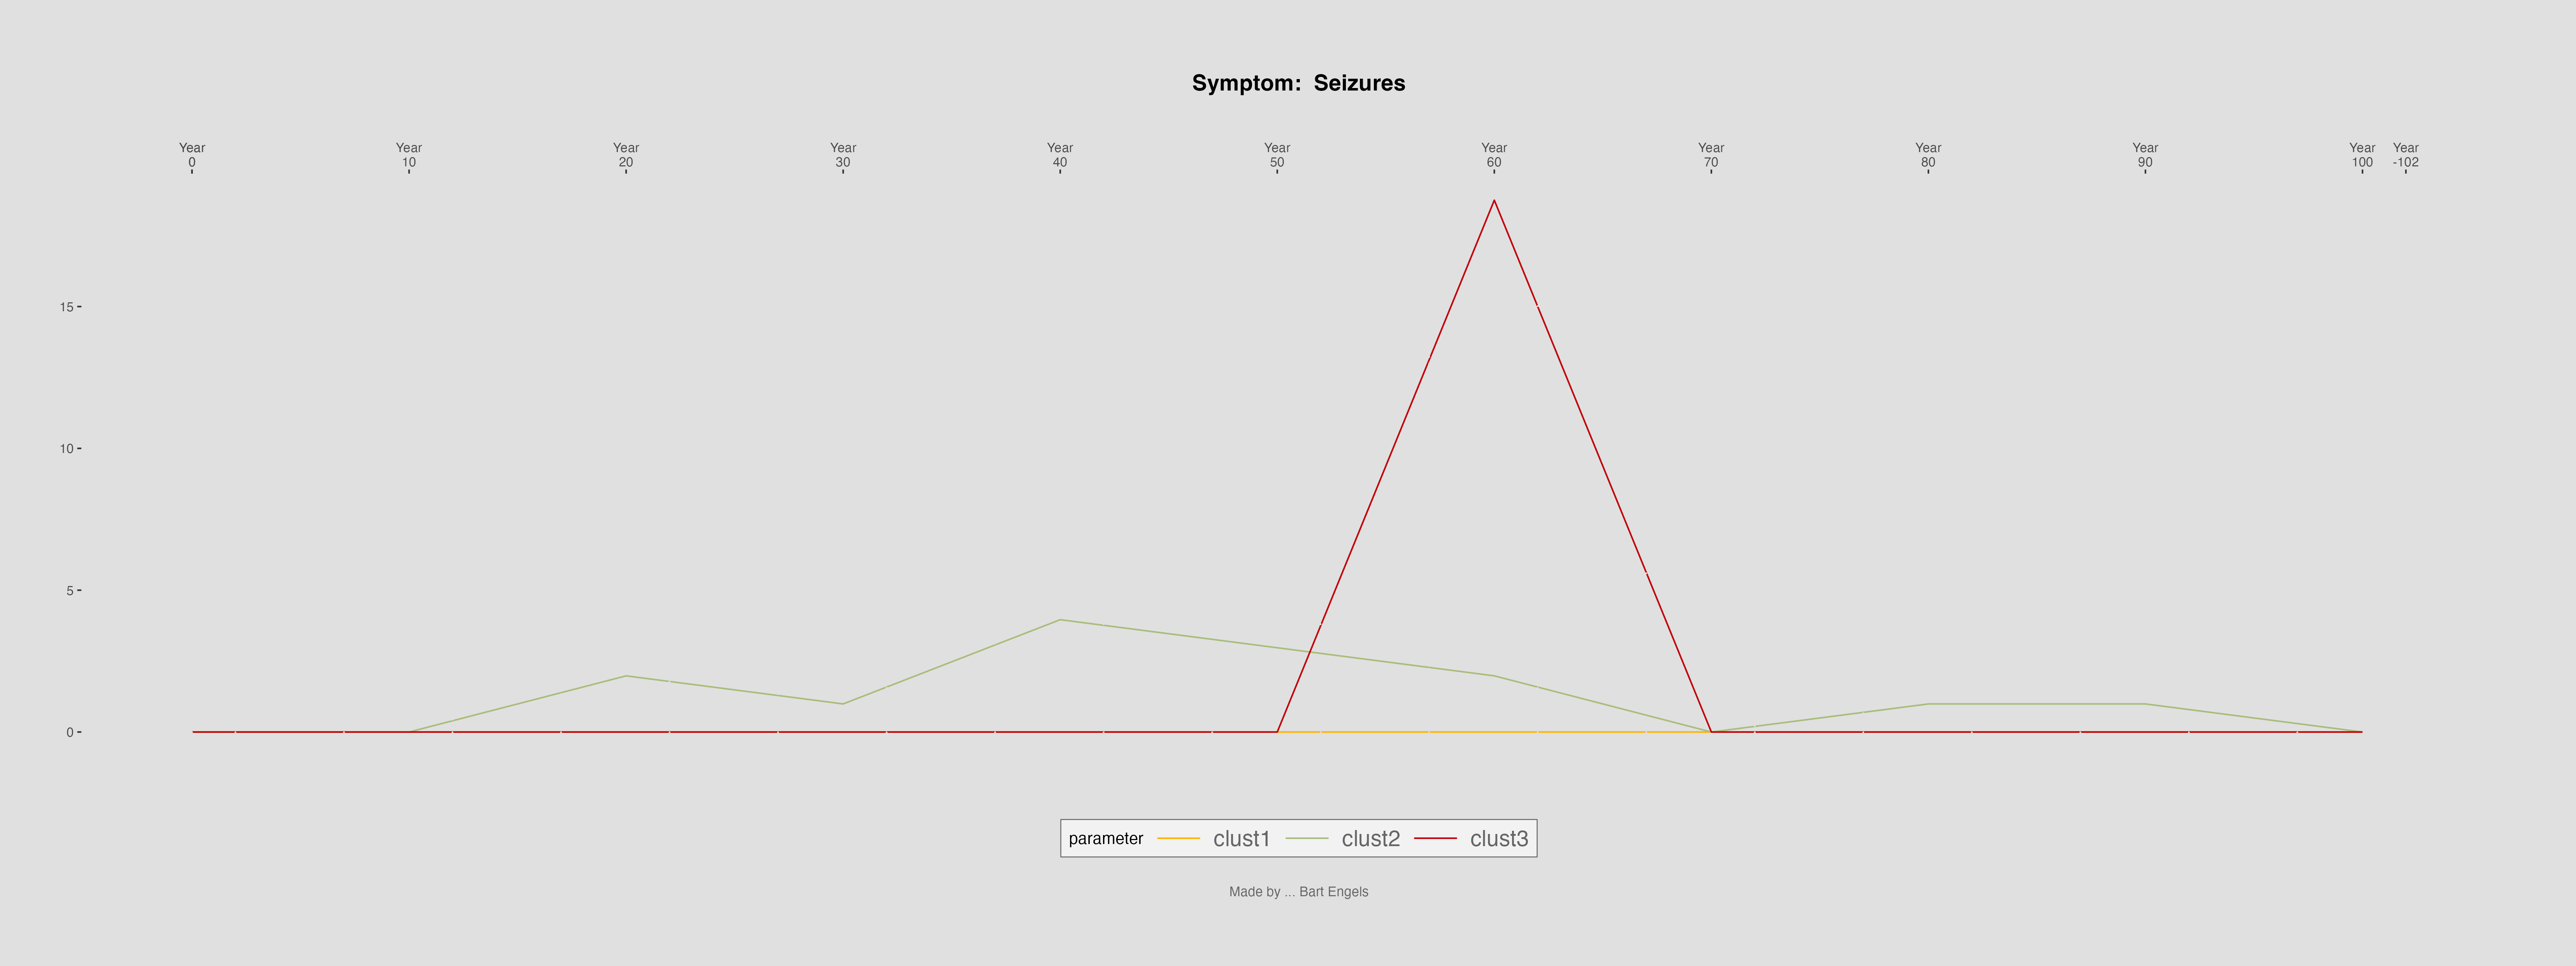 Symptom:  Seizures
Year Year Year Year Year Year Year Year Year Year Year Year
0 10 20 30 40 50 60 70 80 90 100 -102
15
10
5
0
parameter clust1 clust2 clust3
Made by ... Bart Engels